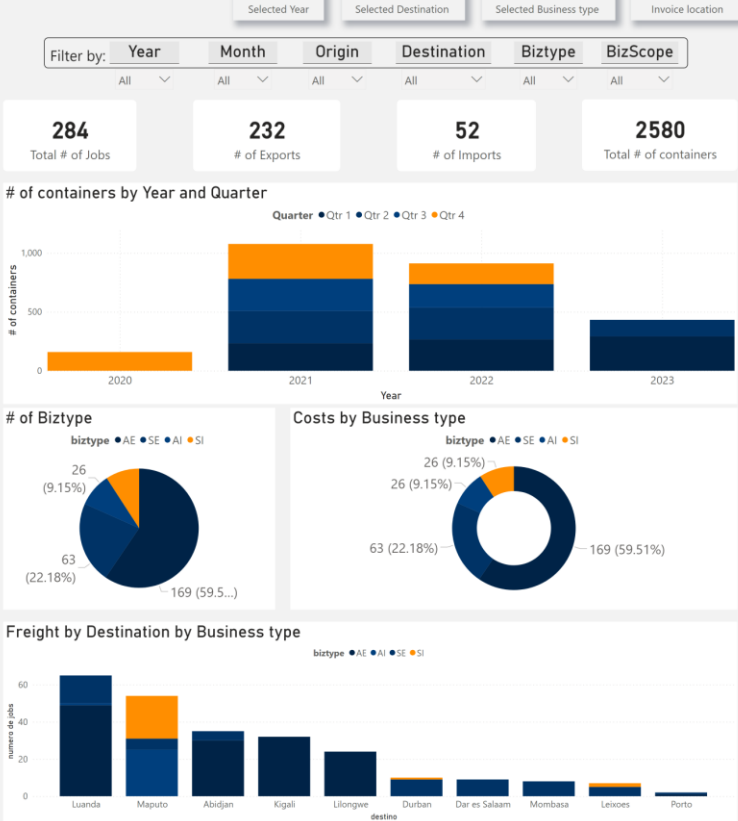 Selected Year Selected Destination Selected Business type Invoice location
Filter by: Year Month Origin Destination Biztype BizScope
All All All All All All
284 232 52 2580
Total # of Jobs # of Exports # of Imports Total # of containers
# of containers by Year and Quarter
Quarter Qtr 1 Qtr 2 Qtr 3 Qtr 4
# of containers
1,000
500
0
2020 2021 2022 2023
Year
# of Biztype
biztype AE SE AI SI
26
(9.15%)
63
(22.18%)
169 (59.5...)
Costs by Business type
biztype AE SE AI SI
26 (9.15%)
26 (9.15%)
63 (22.18%)
169 (59.51%)
Freight by Destination by Business type
biztype AE AI SE SI
numero de jobs
60
40
20
0
Luanda Maputo Abidjan Kigali Lilongwe Durban Dar es Salaam Mombasa Leixoes Porto
destino